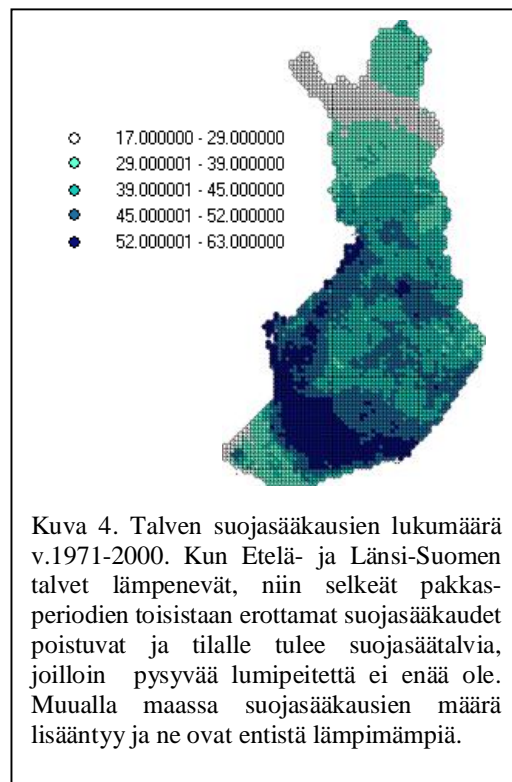 17.000000 - 29.000000
29.000001 - 39.000000
39.000001 - 45.000000
45.000001 - 52.000000
52.000001 - 63.000000
Kuva 4. Talven suojasääkausien lukumäärä
v.1971-2000. Kun Etelä- ja Länsi-Suomen
talvet lämpenevät, niin selkeät pakkas-
periodien toisistaan erottamat suojasääkaudet
poistuvat ja tilalle tulee suojasäätalvia,
joilloin pysyvää lumipeitettä ei enää ole.
Muualla maassa suojasääkausien määrä
lisääntyy ja ne ovat entistä lämpimämpiä.